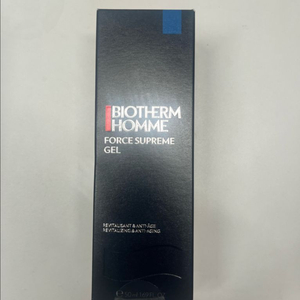 BIOTHERM
HOMME
FORCE SUPREME
GEL
REVITALISANT & ANTI-ÂGE
REVITALIZING & ANTI-AGING